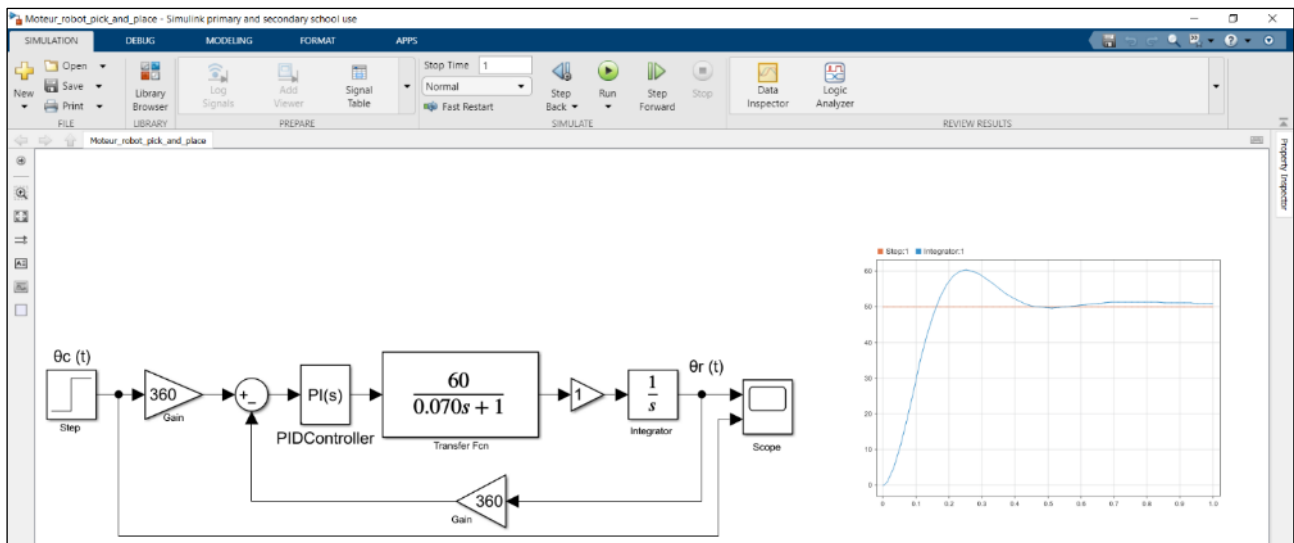 Moteur_robot_pick_and_place - Simulink primary and secondary school use
SIMULATION DEBUG MODELING FORMAT APPS
New
Open
Save
Print
FILE
Library
Browser
LIBRARY
Log
Signals
Add
Viewer
Signal
Table
PREPARE
Stop Time 1
Normal
Fast Restart
Step
Back
Run
Step
Forward
Stop
SIMULATE
Data
Inspector
Logic
Analyzer
REVIEW RESULTS
Moteur_robot_pick_and_place
Property Inspector
θc (t)
Step
360
Gain
+
-
PI(s)
PIDController
60
0.070s + 1
Transfer Fcn
1
1
s
Integrator
θr (t)
Scope
360
Gain
Step:1 Integrator:1
60
50
40
30
20
10
0
0 0.1 0.2 0.3 0.4 0.5 0.6 0.7 0.8 0.9 1.0